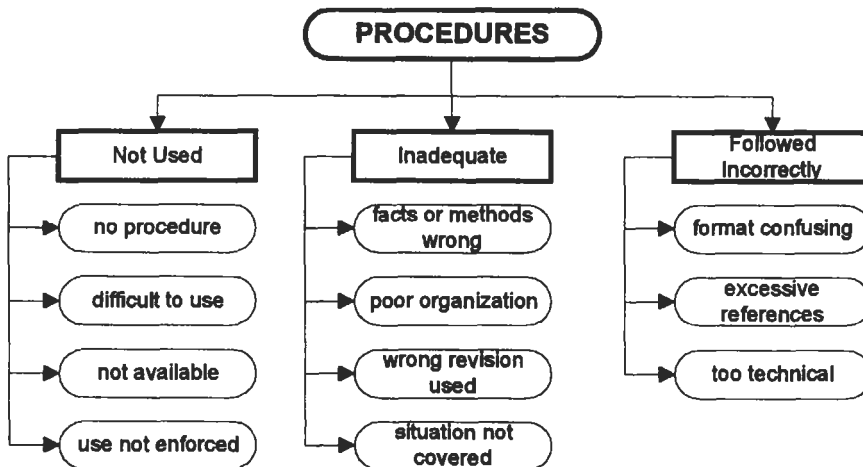 PROCEDURES
Not Used
no procedure
difficult to use
not available
use not enforced
Inadequate
facts or methods
wrong
poor organization
wrong revision
used
situation not
covered
Followed
Incorrectly
format confusing
excessive
references
too technical